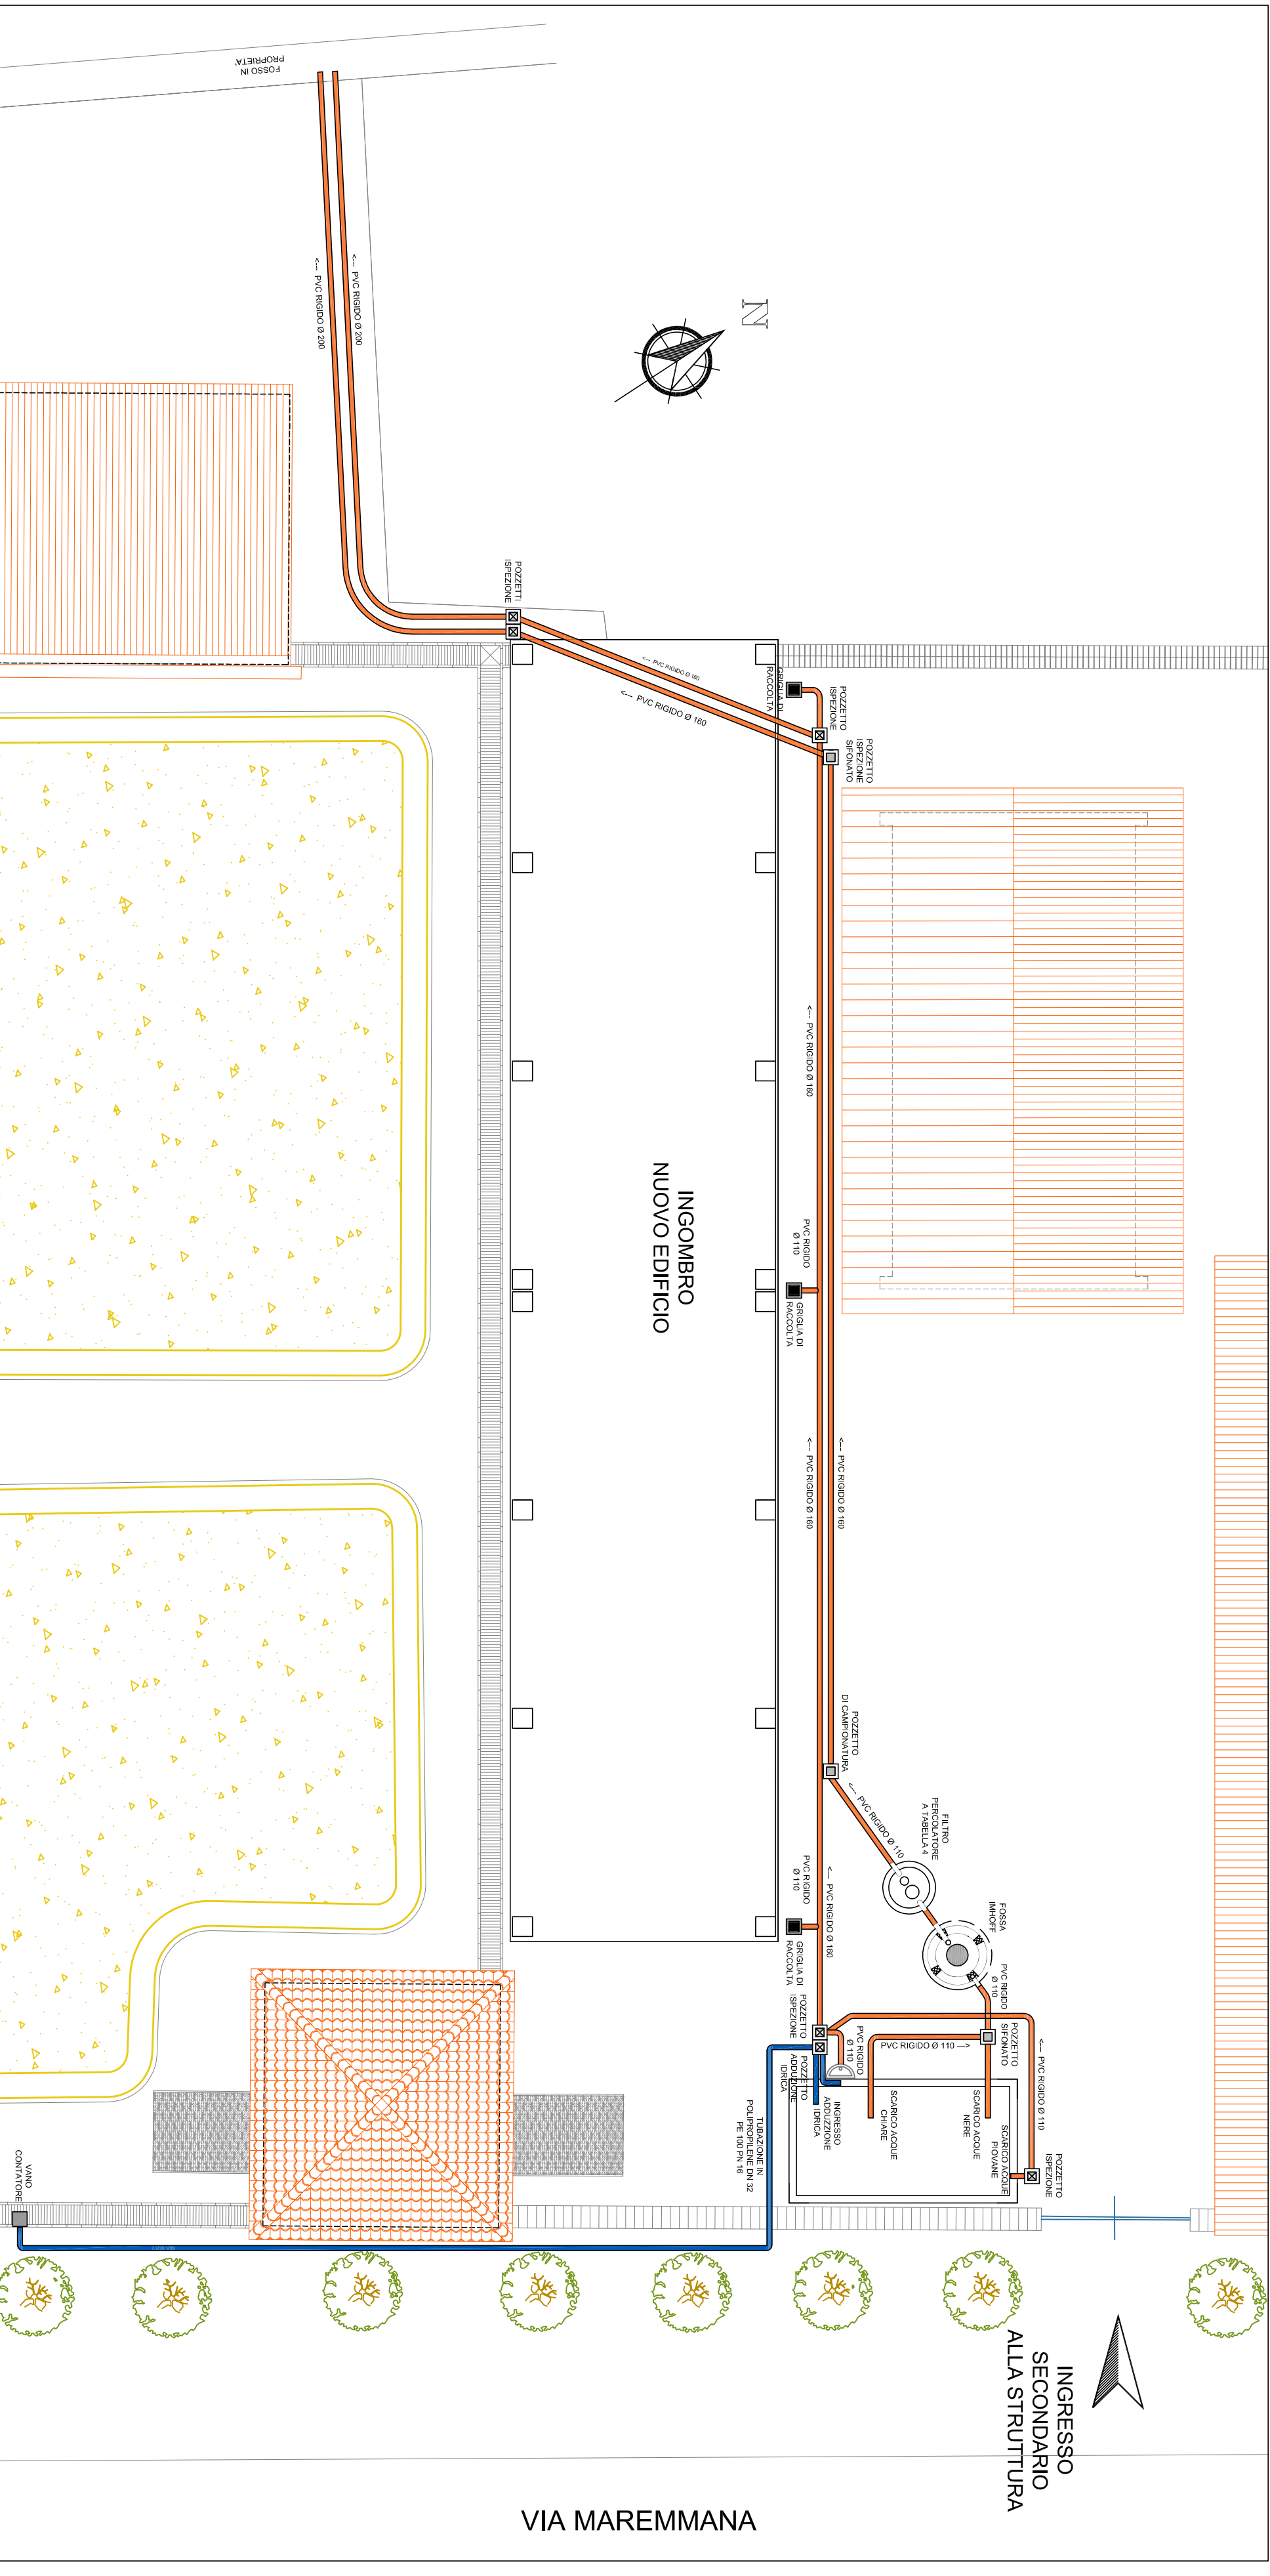 FOSSO IN
PROPRIETA'
<--- PVC RIGIDO Ø 200
<--- PVC RIGIDO Ø 200
N
POZZETTI
ISPEZIONE
<--- PVC RIGIDO Ø 160
<--- PVC RIGIDO Ø 160
GRIGLIA DI
RACCOLTA
POZZETTO
ISPEZIONE
POZZETTO
ISPEZIONE
SIFONATO
<--- PVC RIGIDO Ø 160
INGOMBRO
NUOVO EDIFICIO
PVC RIGIDO
Ø 110
GRIGLIA DI
RACCOLTA
<--- PVC RIGIDO Ø 160
<--- PVC RIGIDO Ø 160
POZZETTO
DI CAMPIONATURA
<--- PVC RIGIDO Ø 110
FILTRO
PERCOLATORE
A TABELLA 4
PVC RIGIDO
Ø 110
<--- PVC RIGIDO Ø 160
GRIGLIA DI
RACCOLTA
FOSSA
IMHOFF
PVC RIGIDO
Ø 110
POZZETTO
ISPEZIONE
PVC RIGIDO
Ø 110
PVC RIGIDO Ø 110 --->
POZZETTO
SIFONATO
<--- PVC RIGIDO Ø 110
POZZETTO
ADDUZIONE
IDRICA
INGRESSO
ADDUZZIONE
IDRICA
SCARICO ACQUE
CHIARE
SCARICO ACQUE
NERE
SCARICO ACQUE
PIOVANE
POZZETTO
ISPEZIONE
TUBAZIONE IN
POLIPROPILENE DN 32
PE 100 PN 16
VANO
CONTATORE
INGRESSO
SECONDARIO
ALLA STRUTTURA
VIA MAREMMANA